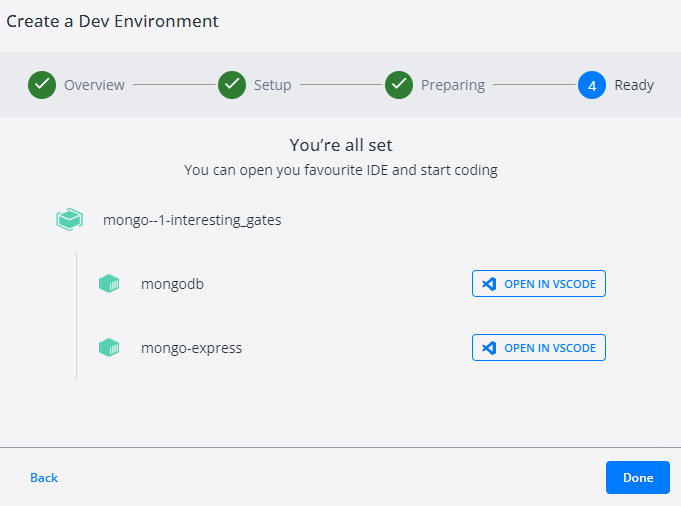 Create a Dev Environment
Overview Setup Preparing 4 Ready
You're all set
You can open you favourite IDE and start coding
mongo--1-interesting_gates
mongodb OPEN IN VSCODE
mongo-express OPEN IN VSCODE
Back Done